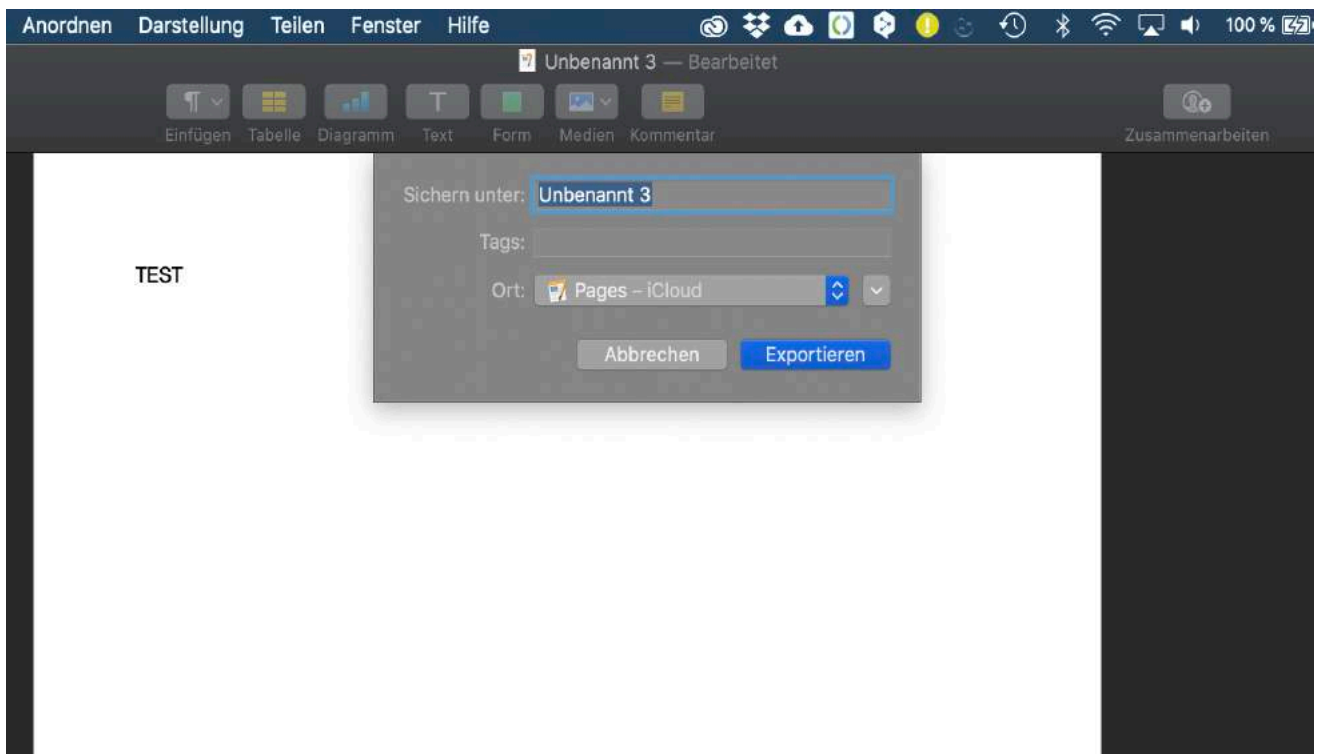 Anordnen Darstellung Teilen Fenster Hilfe 100 %
Unbenannt 3 — Bearbeitet
Einfügen Tabelle Diagramm Text Form Medien Kommentar Zusammenarbeiten
Sichern unter: Unbenannt 3
Tags:
TEST
Ort: Pages – iCloud
Abbrechen Exportieren